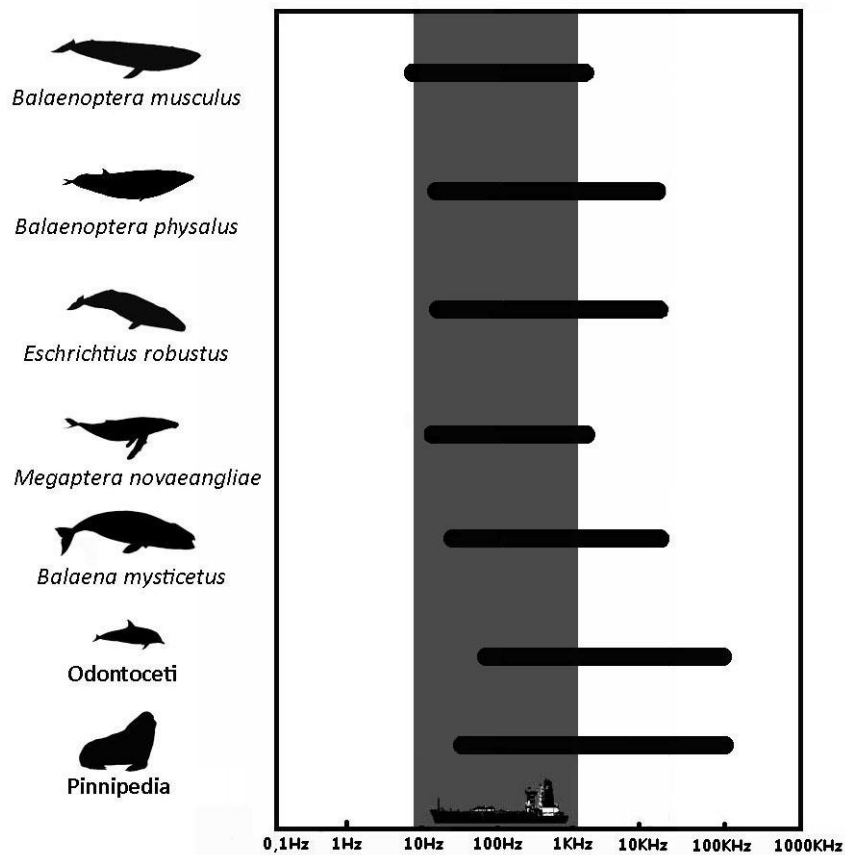 Balaenoptera musculus
Balaenoptera physalus
Eschrichtius robustus
Megaptera novaeangliae
Balaena mysticetus
Odontoceti
Pinnipedia
0,1Hz 1Hz 10Hz 100Hz 1KHz 10KHz 100KHz 1000KHz